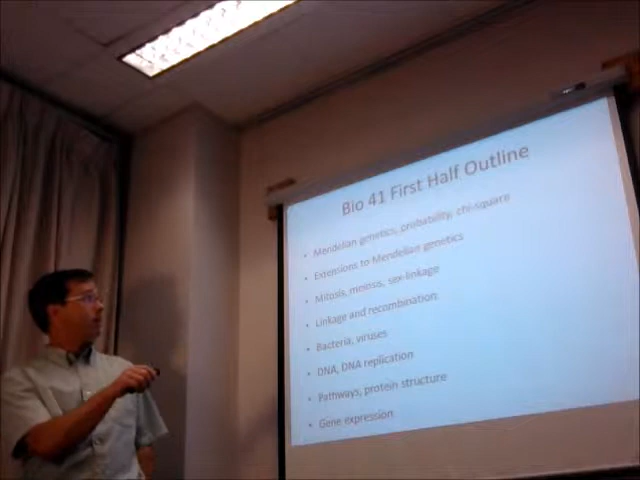 Bio 41 First Half Outline
• Mendelian genetics, probability, chi-square
• Extensions to Mendelian genetics
• Mitosis, meiosis, sex-linkage
• Linkage and recombination
• Bacteria, viruses
• DNA, DNA replication
• Pathways, protein structure
• Gene expression